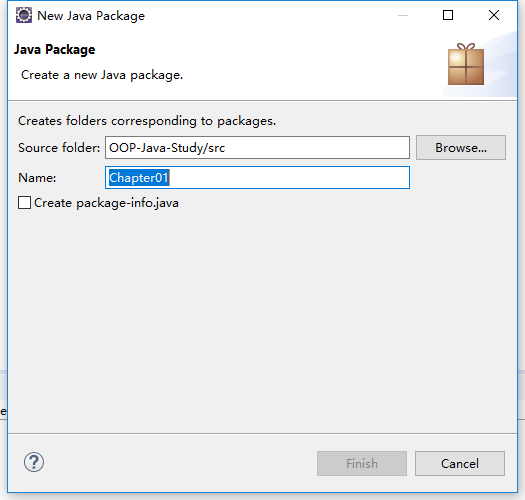 New Java Package
Java Package
Create a new Java package.
Creates folders corresponding to packages.
Source folder: OOP-Java-Study/src Browse...
Name: Chapter01
Create package-info.java
e
? Finish Cancel